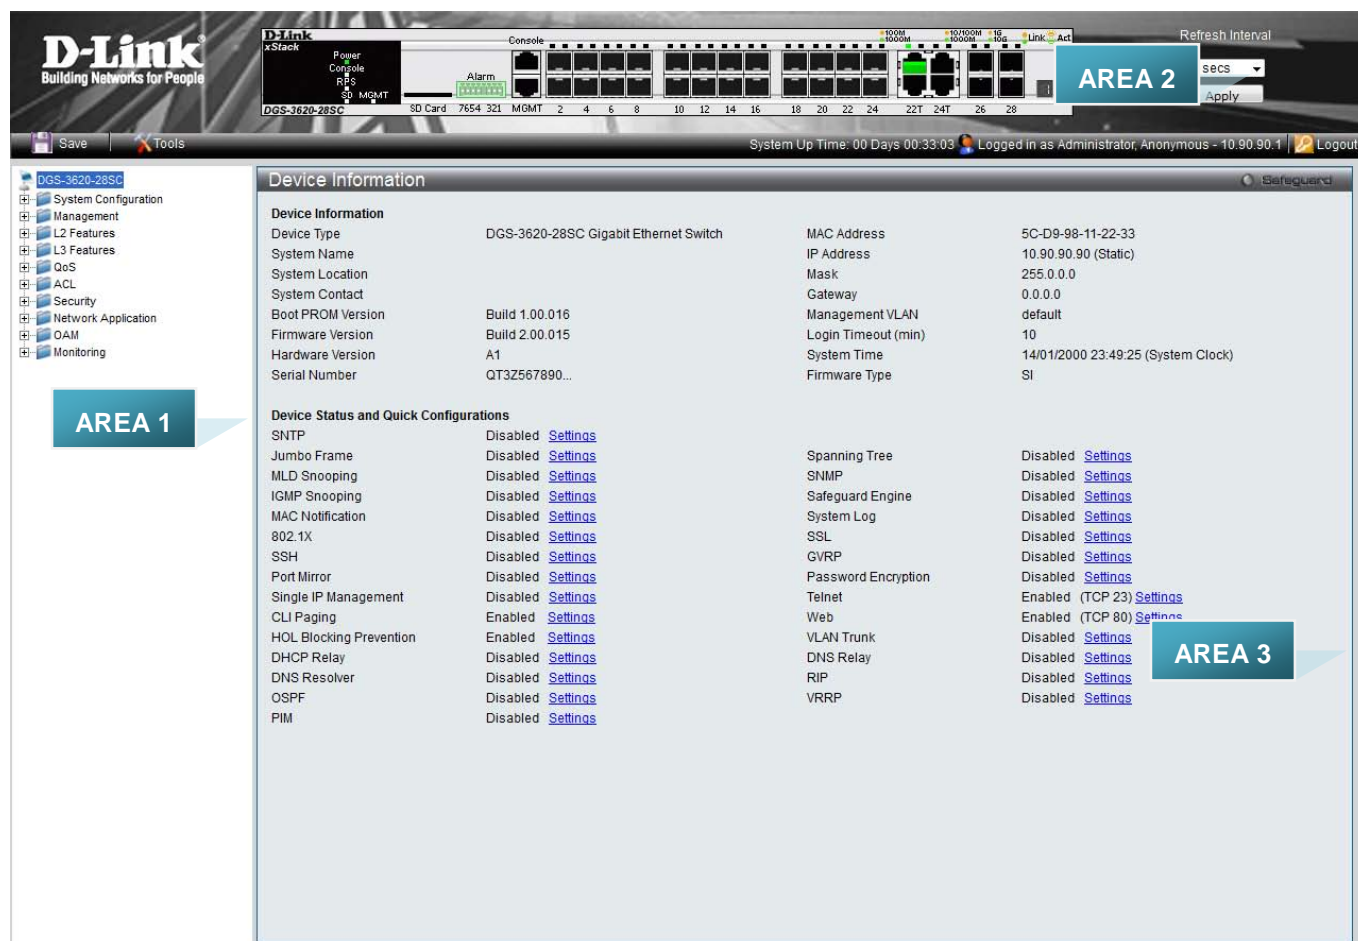 D-Link
Building Networks for People
D-Link
xStack
Power
Console
RPS
SD MGMT
DGS-3620-28SC
SD Card
Alarm
7654 321
Console
MGMT
2 4 6 8 10 12 14 16 18 20 22 24 22T 24T 26 28
100M
1000M
10/100M
1000M
1G
10G
Link
Act
Refresh Interval
secs
Apply
AREA 2
Save
Tools
System Up Time: 00 Days 00:33:03
Logged in as Administrator, Anonymous - 10.90.90.1
Logout
DGS-3620-28SC
System Configuration
Management
L2 Features
L3 Features
QoS
ACL
Security
Network Application
OAM
Monitoring
AREA 1
Device Information
Safeguard
Device Information
Device Type DGS-3620-28SC Gigabit Ethernet Switch MAC Address 5C-D9-98-11-22-33
System Name IP Address 10.90.90.90 (Static)
System Location Mask 255.0.0.0
System Contact Gateway 0.0.0.0
Boot PROM Version Build 1.00.016 Management VLAN default
Firmware Version Build 2.00.015 Login Timeout (min) 10
Hardware Version A1 System Time 14/01/2000 23:49:25 (System Clock)
Serial Number QT3Z567890... Firmware Type SI
Device Status and Quick Configurations
SNTP Disabled Settings
Jumbo Frame Disabled Settings Spanning Tree Disabled Settings
MLD Snooping Disabled Settings SNMP Disabled Settings
IGMP Snooping Disabled Settings Safeguard Engine Disabled Settings
MAC Notification Disabled Settings System Log Disabled Settings
802.1X Disabled Settings SSL Disabled Settings
SSH Disabled Settings GVRP Disabled Settings
Port Mirror Disabled Settings Password Encryption Disabled Settings
Single IP Management Disabled Settings Telnet Enabled (TCP 23) Settings
CLI Paging Enabled Settings Web Enabled (TCP 80) Settings
HOL Blocking Prevention Enabled Settings VLAN Trunk Disabled Settings
DHCP Relay Disabled Settings DNS Relay Disabled Settings
DNS Resolver Disabled Settings RIP Disabled Settings
OSPF Disabled Settings VRRP Disabled Settings
PIM Disabled Settings
AREA 3